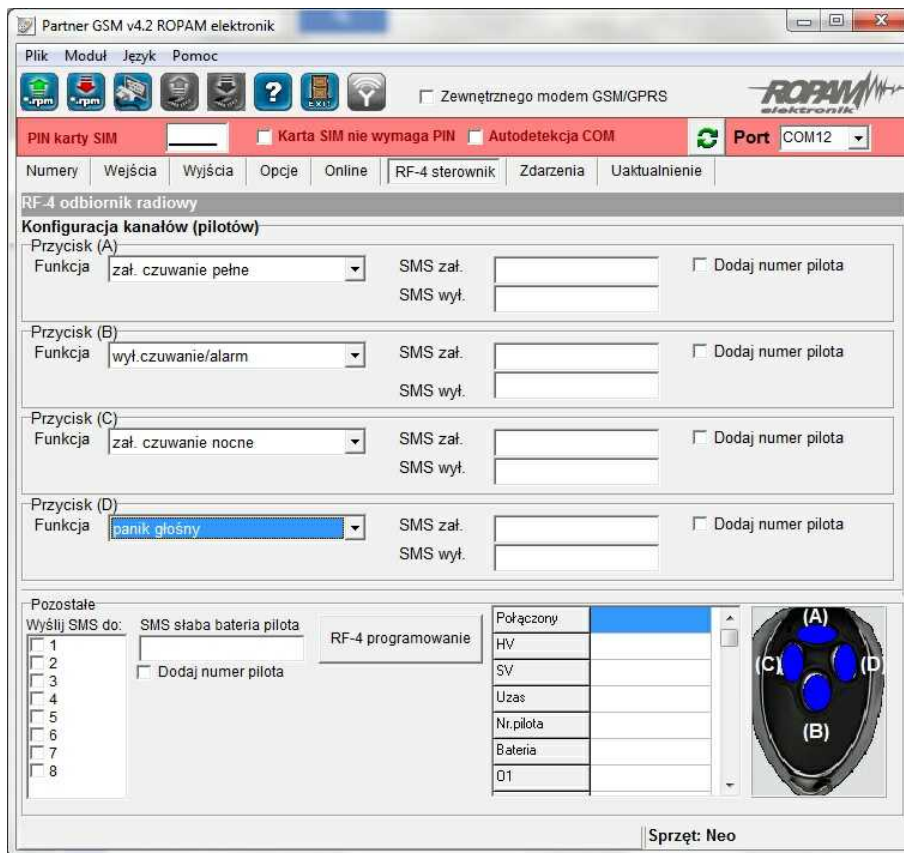 Partner GSM v4.2 ROPAM elektronik
Plik Moduł Język Pomoc
*.rpm *.rpm ? EXIT Zewnętrznego modem GSM/GPRS ROPAM elektronik
PIN karty SIM Karta SIM nie wymaga PIN Autodetekcja COM Port COM12
Numery Wejścia Wyjścia Opcje Online RF-4 sterownik Zdarzenia Uaktualnienie
RF-4 odbiornik radiowy
Konfiguracja kanałów (pilotów)
Przycisk (A)
Funkcja zał. czuwanie pełne SMS zał. Dodaj numer pilota
SMS wył.
Przycisk (B)
Funkcja wył.czuwanie/alarm SMS zał. Dodaj numer pilota
SMS wył.
Przycisk (C)
Funkcja zał. czuwanie nocne SMS zał. Dodaj numer pilota
SMS wył.
Przycisk (D)
Funkcja panik głośny SMS zał. Dodaj numer pilota
SMS wył.
Pozostałe
Wyślij SMS do:
1
2
3
4
5
6
7
8
SMS słaba bateria pilota
Dodaj numer pilota
RF-4 programowanie
Połączony
HV
SV
Uzas
Nr.pilota
Bateria
O1
(A)
(C) (D)
(B)
Sprzęt: Neo